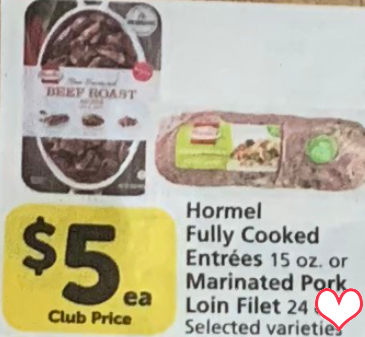 Hormel
BEEF ROAST
$5 ea
Club Price
Hormel
Fully Cooked
Entrées 15 oz. or
Marinated Pork
Loin Filet 24
Selected varieties